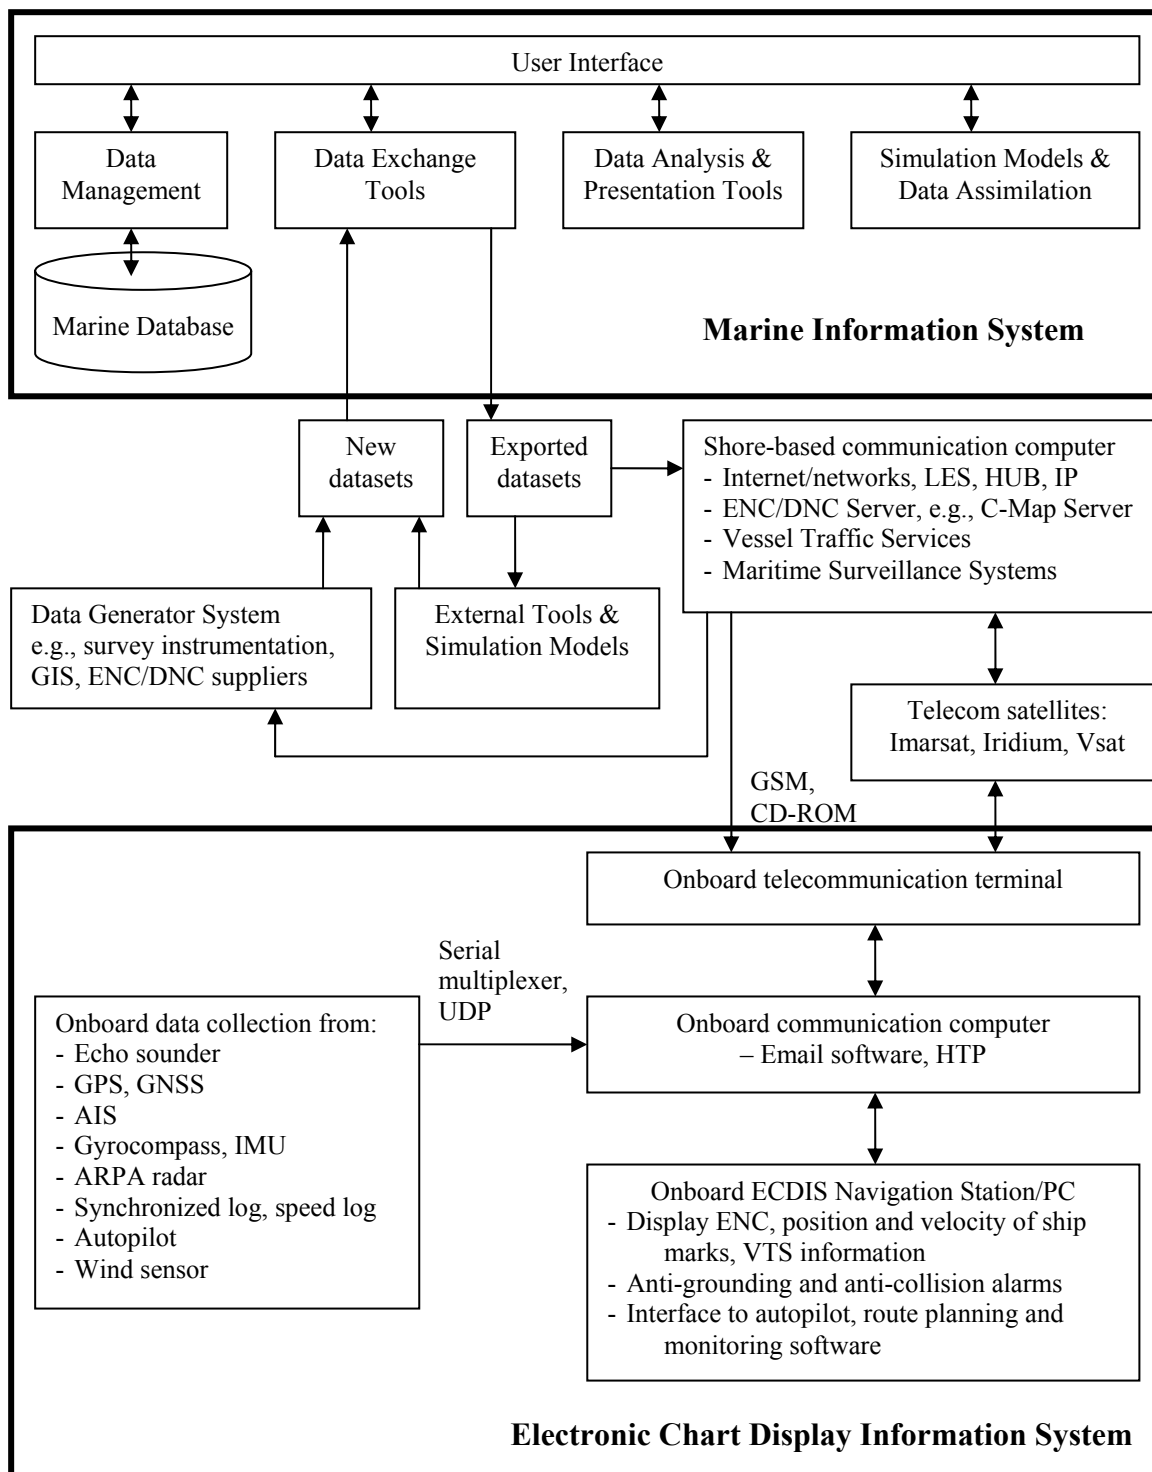 User Interface
Data
Management
Data Exchange
Tools
Data Analysis &
Presentation Tools
Simulation Models &
Data Assimilation
Marine Database
Marine Information System
New
datasets
Exported
datasets
Shore-based communication computer
- Internet/networks, LES, HUB, IP
- ENC/DNC Server, e.g., C-Map Server
- Vessel Traffic Services
- Maritime Surveillance Systems
Data Generator System
e.g., survey instrumentation,
GIS, ENC/DNC suppliers
External Tools &
Simulation Models
Telecom satellites:
Imarsat, Iridium, Vsat
GSM,
CD-ROM
Onboard telecommunication terminal
Serial
multiplexer,
UDP
Onboard data collection from:
- Echo sounder
- GPS, GNSS
- AIS
- Gyrocompass, IMU
- ARPA radar
- Synchronized log, speed log
- Autopilot
- Wind sensor
Onboard communication computer
– Email software, HTP
Onboard ECDIS Navigation Station/PC
- Display ENC, position and velocity of ship
marks, VTS information
- Anti-grounding and anti-collision alarms
- Interface to autopilot, route planning and
monitoring software
Electronic Chart Display Information System